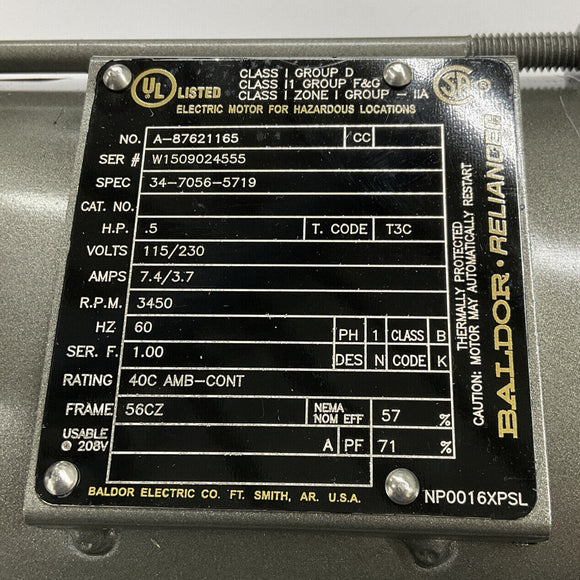 UL LISTED
CLASS I GROUP D
CLASS I1 GROUP F&G
CLASS I ZONE I GROUP - IIA
ELECTRIC MOTOR FOR HAZARDOUS LOCATIONS
NO. A-87621165 CC
SER # W1509024555
SPEC 34-7056-5719
CAT. NO.
H.P. .5 T. CODE T3C
VOLTS 115/230
AMPS 7.4/3.7
R.P.M. 3450
HZ 60 PH 1 CLASS B
SER. F. 1.00 DES N CODE K
RATING 40C AMB-CONT
FRAME 56CZ NEMA NOM EFF 57 %
USABLE @ 208V A PF 71 %
BALDOR ELECTRIC CO. FT. SMITH, AR. U.S.A.
NP0016XPSL
THERMALLY PROTECTED
CAUTION: MOTOR MAY AUTOMATICALLY RESTART
BALDOR · RELIANCE